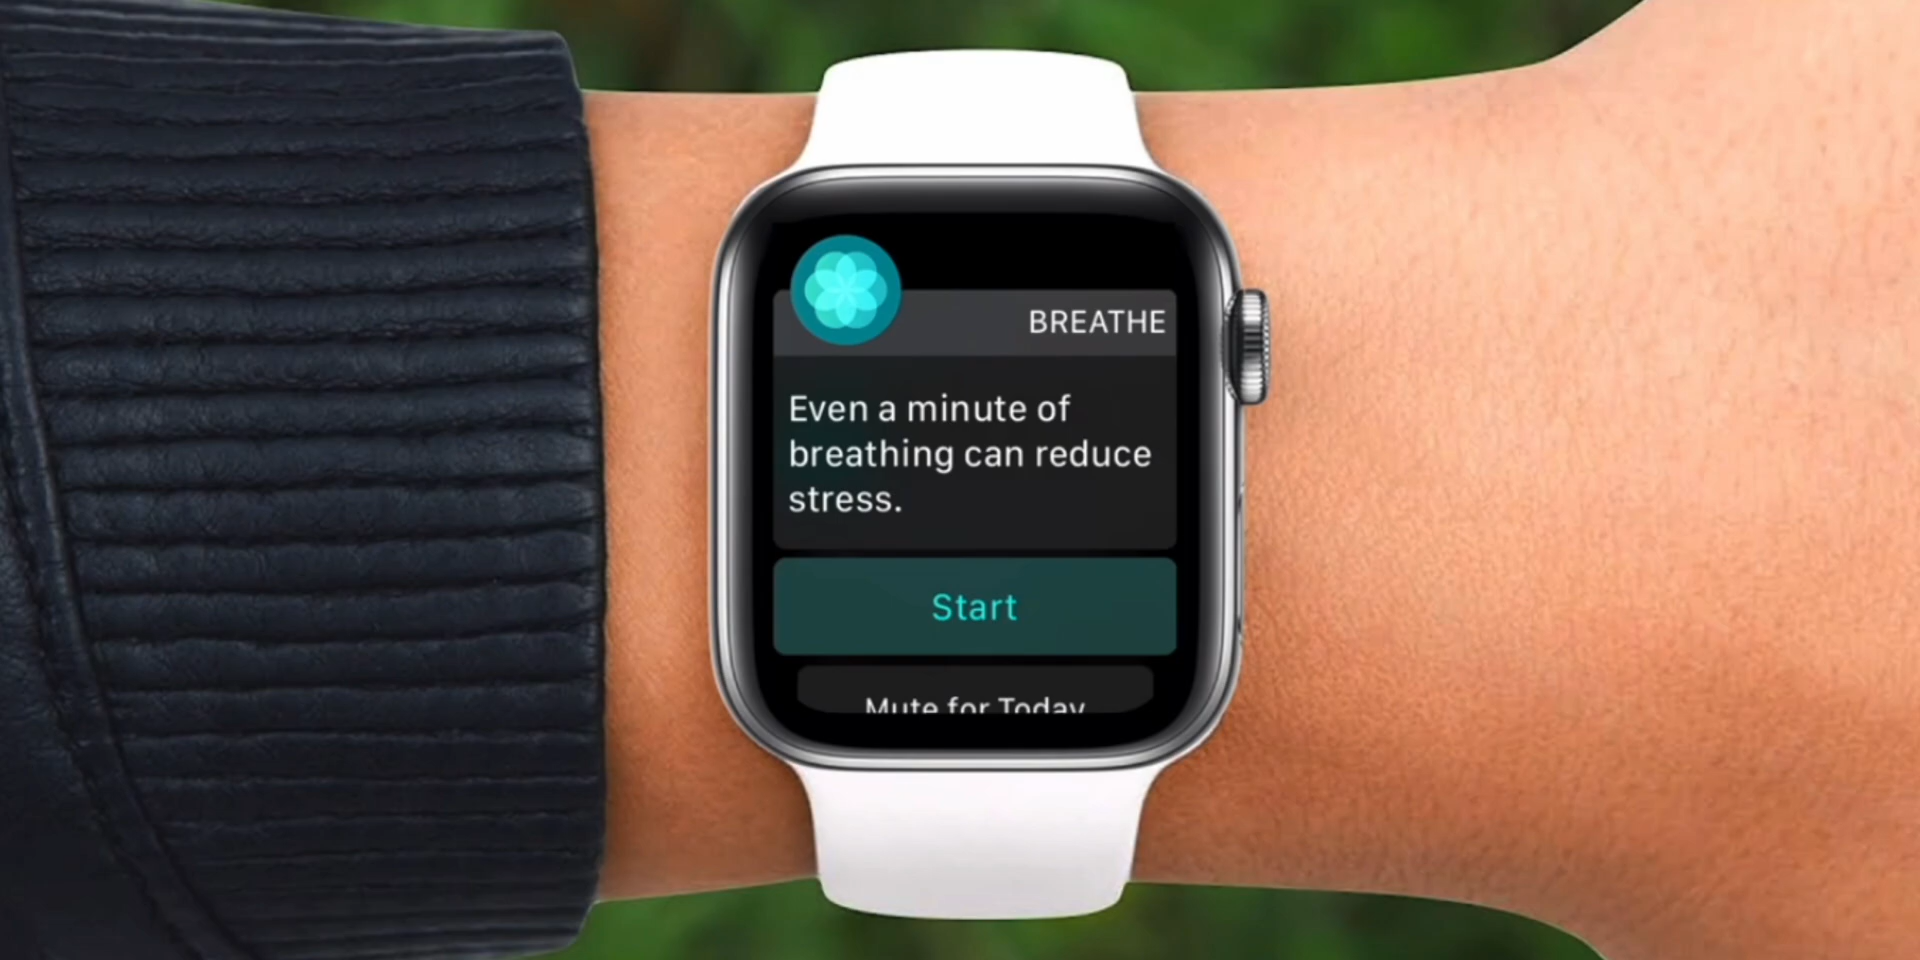 BREATHE
Even a minute of
breathing can reduce
stress.
Start
Mute for Today